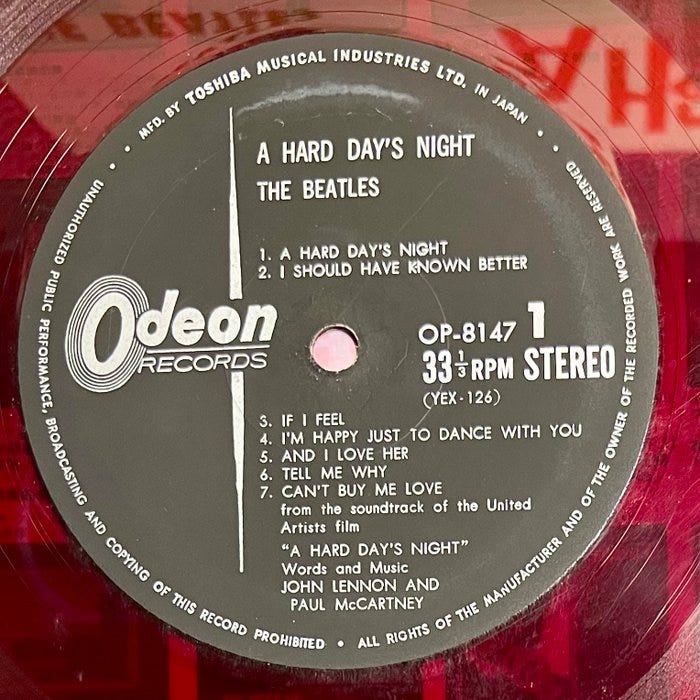 THE BEATLES
• • MFD. BY TOSHIBA MUSICAL INDUSTRIES LTD. IN JAPAN • •
A HARD DAY'S NIGHT
THE BEATLES
1. A HARD DAY'S NIGHT
2. I SHOULD HAVE KNOWN BETTER
Odeon
RECORDS
OP-8147 1
33⅓ RPM STEREO
(YEX-126)
3. IF I FEEL
4. I'M HAPPY JUST TO DANCE WITH YOU
5. AND I LOVE HER
6. TELL ME WHY
7. CAN'T BUY ME LOVE
from the soundtrack of the United
Artists film
"A HARD DAY'S NIGHT"
Words and Music
JOHN LENNON AND
PAUL McCARTNEY
UNAUTHORIZED PUBLIC PERFORMANCE, BROADCASTING AND COPYING OF THIS RECORD PROHIBITED • ALL RIGHTS OF THE MANUFACTURER AND OF THE OWNER OF THE RECORDED WORK ARE RESERVED